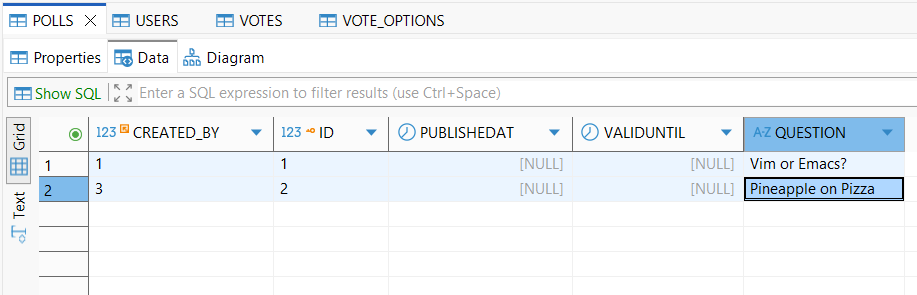 POLLS USERS VOTES VOTE_OPTIONS
Properties Data Diagram
Show SQL Enter a SQL expression to filter results (use Ctrl+Space)
Grid
Text
123 CREATED_BY 123 ID PUBLISHEDAT VALIDUNTIL A-Z QUESTION
1 1 1 [NULL] [NULL] Vim or Emacs?
2 3 2 [NULL] [NULL] Pineapple on Pizza